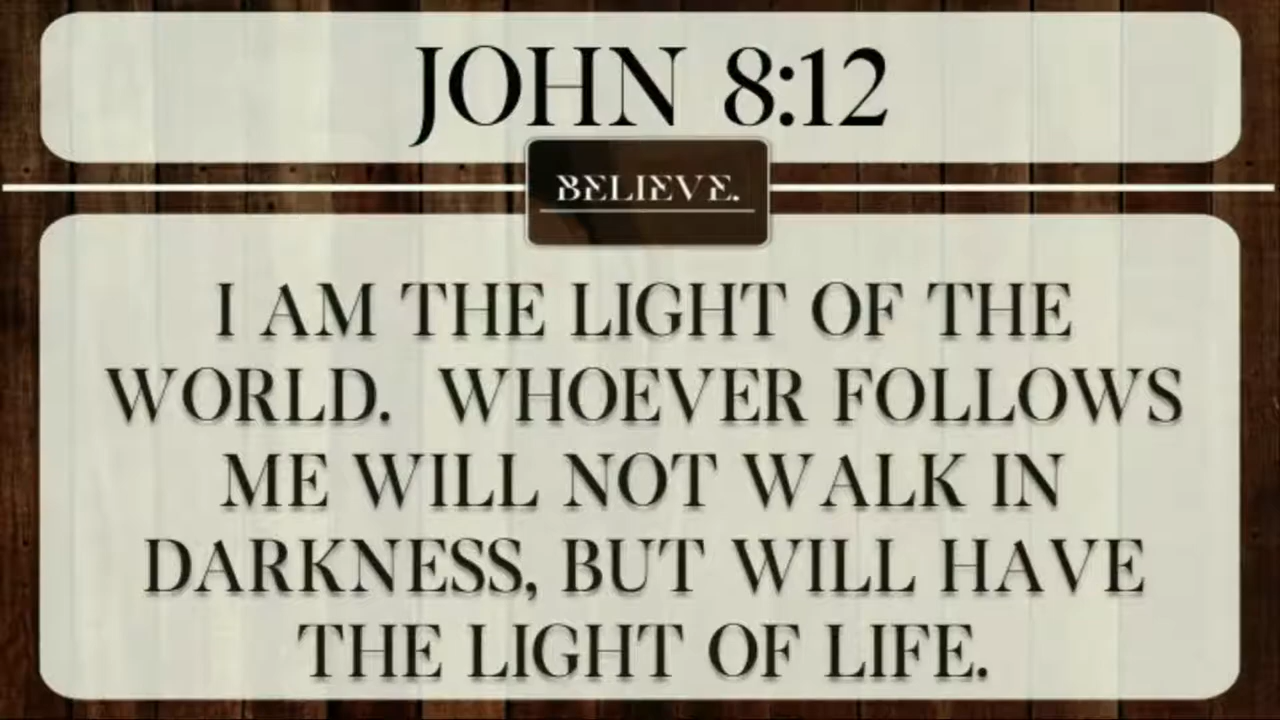 JOHN 8:12
BELIEVE.
I AM THE LIGHT OF THE
WORLD.  WHOEVER FOLLOWS
ME WILL NOT WALK IN
DARKNESS, BUT WILL HAVE
THE LIGHT OF LIFE.